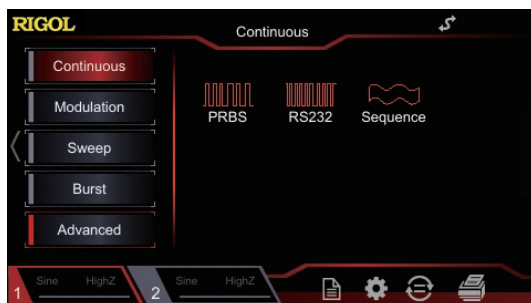 RIGOL
Continuous
Continuous
Modulation
Sweep
Burst
Advanced
PRBS
RS232
Sequence
1
Sine
HighZ
2
Sine
HighZ